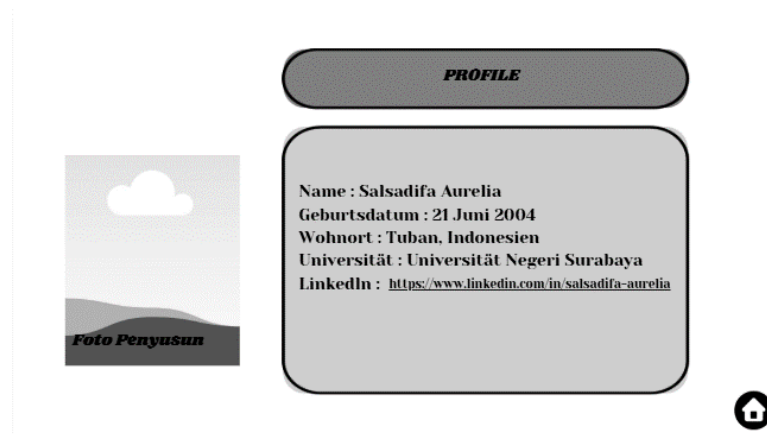 PROFILE
Name : Salsadifa Aurelia
Geburtsdatum : 21 Juni 2004
Wohnort : Tuban, Indonesien
Universität : Universität Negeri Surabaya
LinkedIn : https://www.linkedin.com/in/salsadifa-aurelia
Foto Penyusun